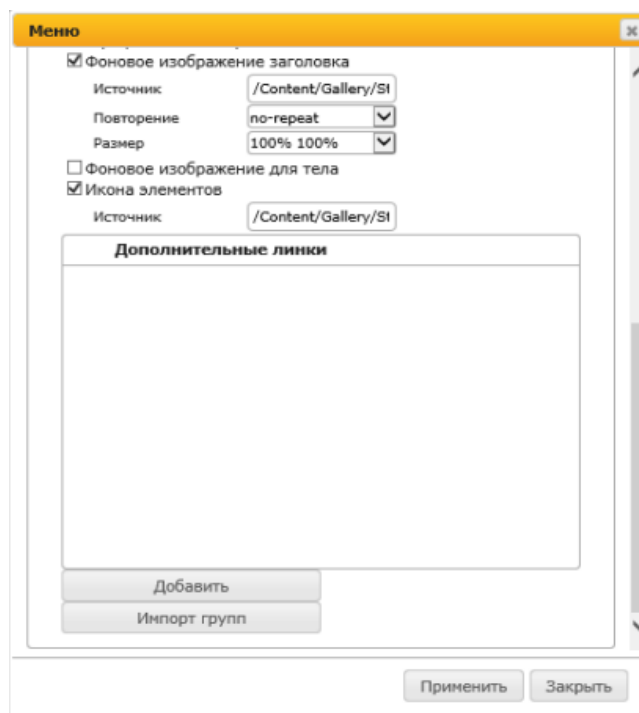 Меню
Фоновое изображение заголовка
Источник /Content/Gallery/St
Повторение no-repeat
Размер 100% 100%
Фоновое изображение для тела
Икона элементов
Источник /Content/Gallery/St
Дополнительные линки
Добавить
Импорт групп
Применить Закрыть